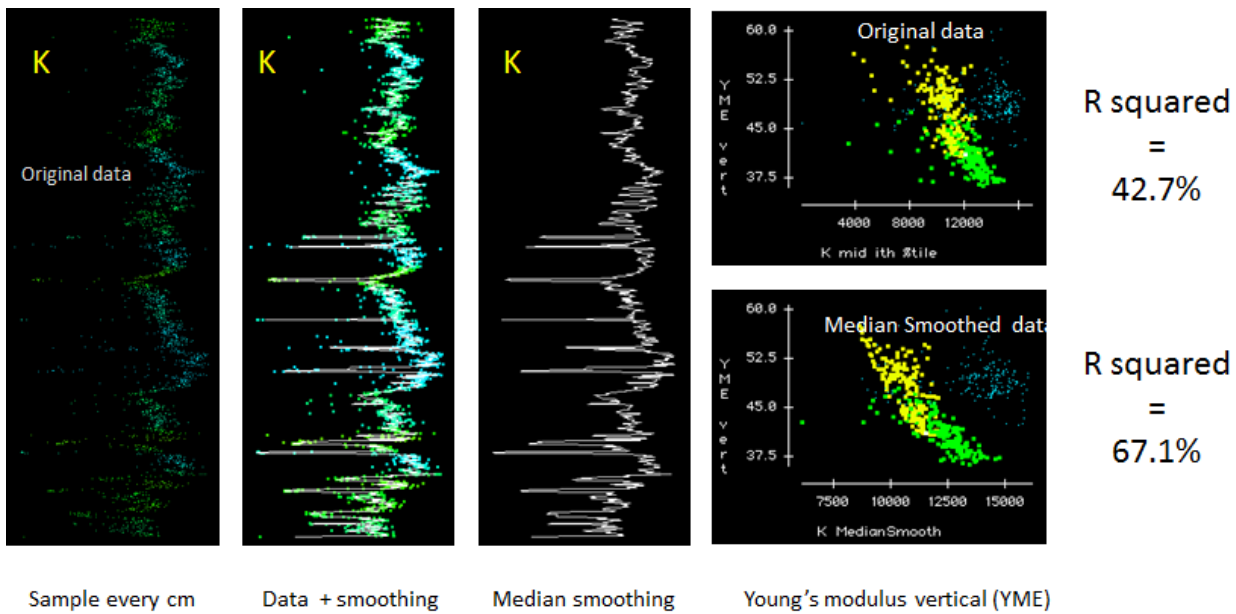 K
Original data
K
K
Original data
60.0
52.5
45.0
37.5
YME vert
4000 8000 12000
K mid ith %tile
R squared
=
42.7%
Median Smoothed data
60.0
52.5
45.0
37.5
YME vert
7500 10000 12500 15000
K MedianSmooth
R squared
=
67.1%
Sample every cm
Data + smoothing
Median smoothing
Young's modulus vertical (YME)